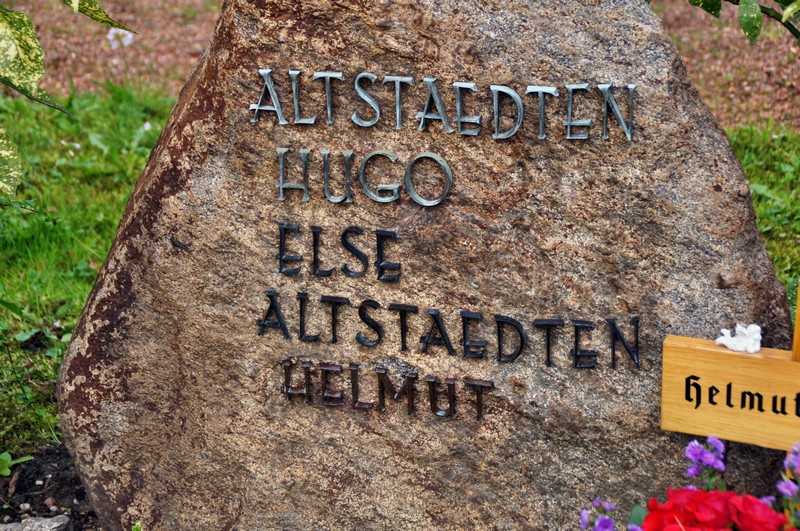 ALTSTAEDTEN
HUGO
ELSE
ALTSTAEDTEN
HELMUT
Helmut